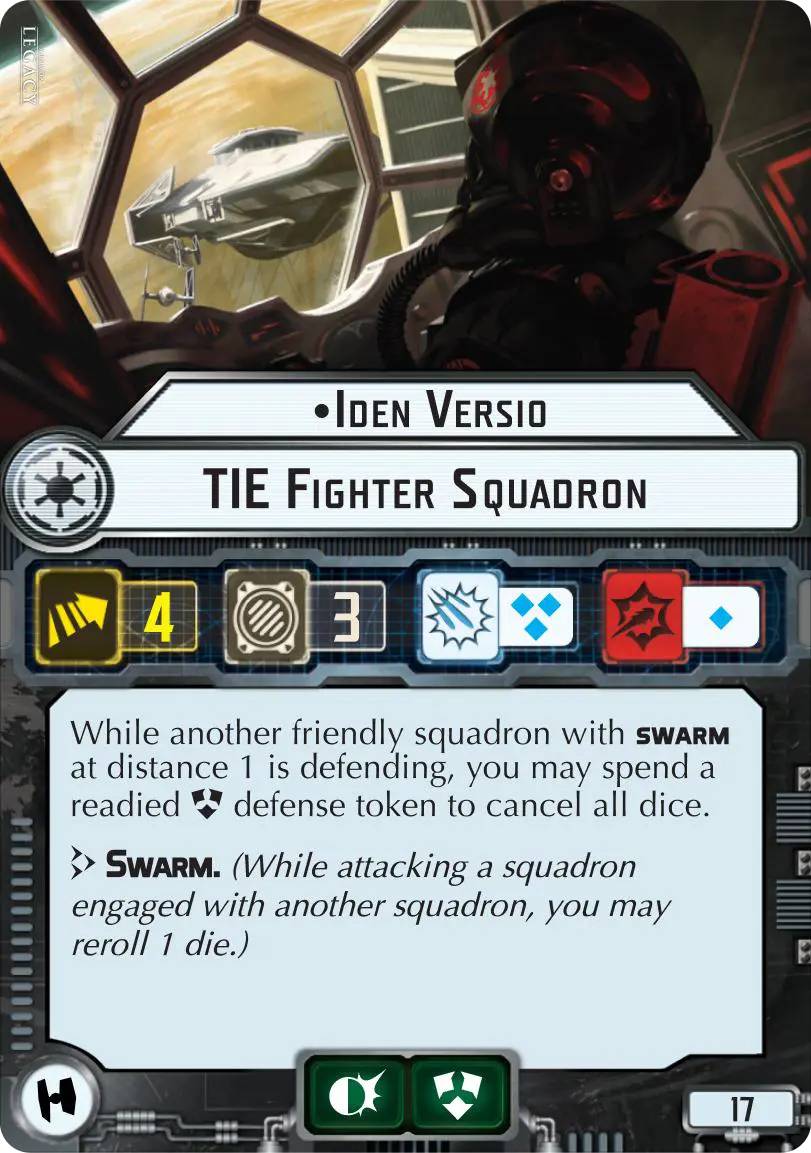 LEGACY
•Iden Versio
TIE Fighter Squadron
4 3
While another friendly squadron with SWARM
at distance 1 is defending, you may spend a
readied defense token to cancel all dice.
Swarm. (While attacking a squadron
engaged with another squadron, you may
reroll 1 die.)
17